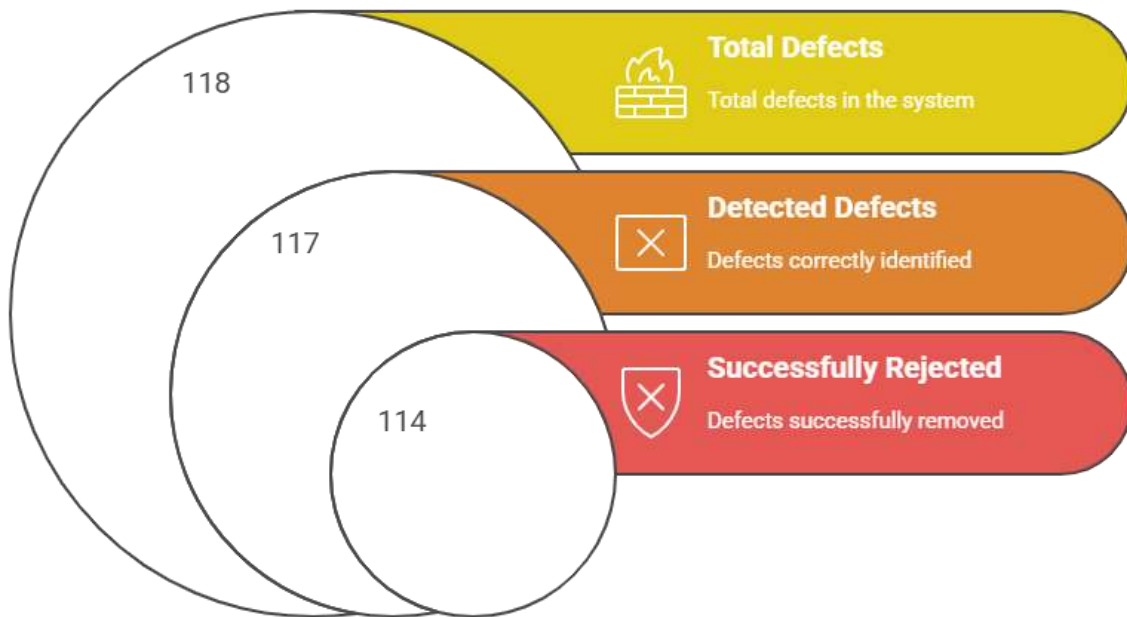 118
Total Defects
Total defects in the system
117
Detected Defects
Defects correctly identified
114
Successfully Rejected
Defects successfully removed